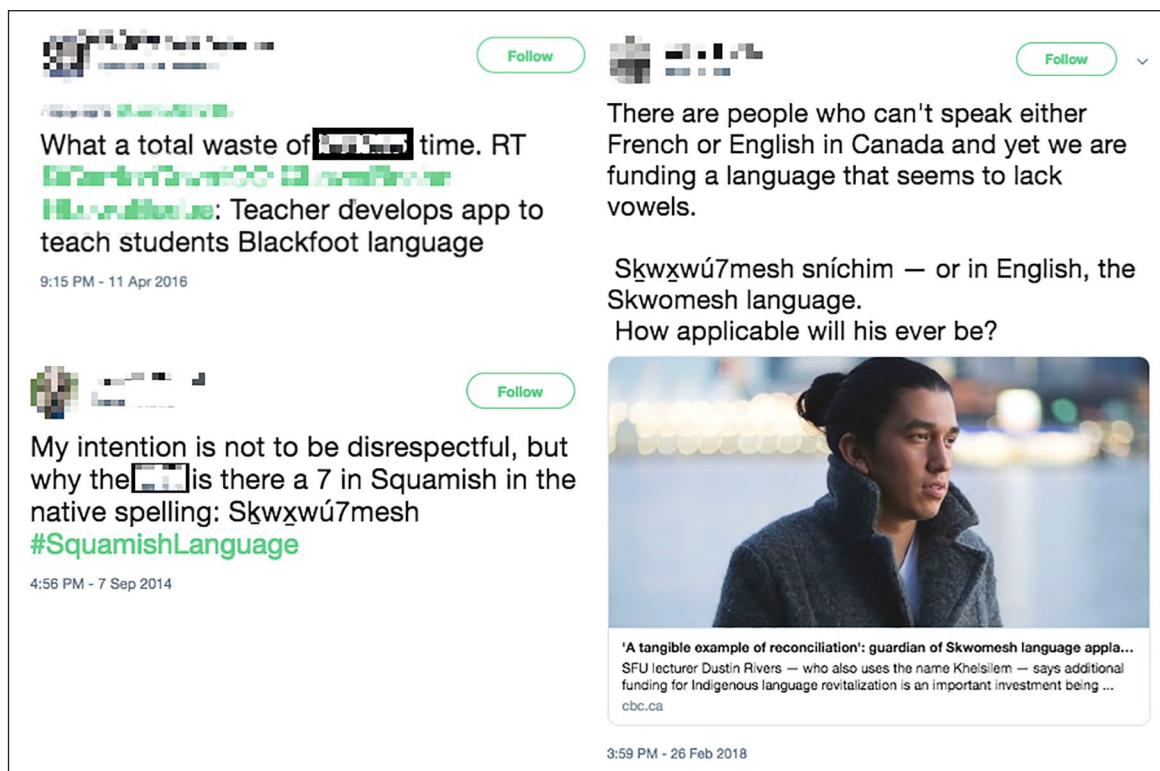 Follow
What a total waste of time. RT
: Teacher develops app to
teach students Blackfoot language
9:15 PM - 11 Apr 2016
Follow
My intention is not to be disrespectful, but
why the is there a 7 in Squamish in the
native spelling: Sḵwx̱wú7mesh
#SquamishLanguage
4:56 PM - 7 Sep 2014
Follow
There are people who can't speak either
French or English in Canada and yet we are
funding a language that seems to lack
vowels.
Sḵwx̱wú7mesh sníchim — or in English, the
Skwomesh language.
How applicable will his ever be?
'A tangible example of reconciliation': guardian of Skwomesh language appla...
SFU lecturer Dustin Rivers — who also uses the name Khelsilem — says additional
funding for Indigenous language revitalization is an important investment being ...
cbc.ca
3:59 PM - 26 Feb 2018